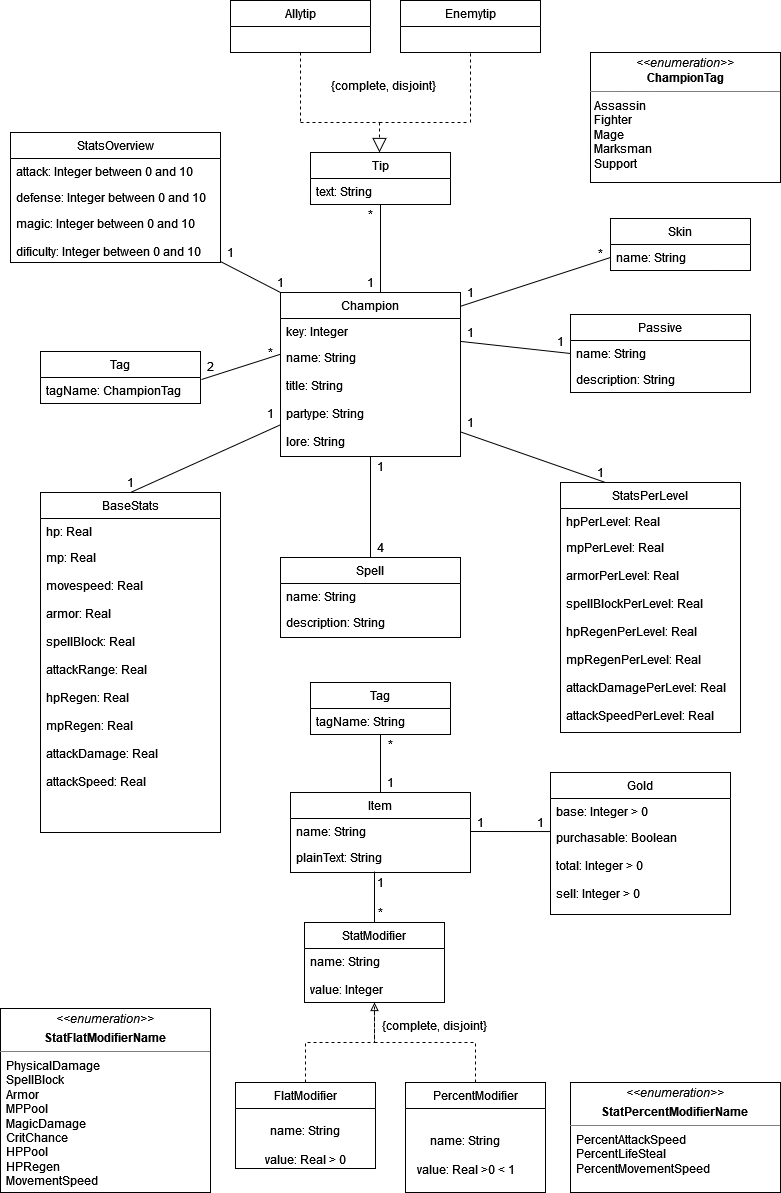 Allytip
Enemytip
{complete, disjoint}
<<enumeration>>
ChampionTag
Assassin
Fighter
Mage
Marksman
Support
StatsOverview
attack: Integer between 0 and 10
defense: Integer between 0 and 10
magic: Integer between 0 and 10
dificulty: Integer between 0 and 10
Tip
text: String
*
1
1
1
Skin
name: String
*
1
Champion
key: Integer
name: String
title: String
partype: String
lore: String
Passive
name: String
description: String
1
1
Tag
tagName: ChampionTag
2
*
1
1
BaseStats
hp: Real
mp: Real
movespeed: Real
armor: Real
spellBlock: Real
attackRange: Real
hpRegen: Real
mpRegen: Real
attackDamage: Real
attackSpeed: Real
1
4
Spell
name: String
description: String
1
1
StatsPerLevel
hpPerLevel: Real
mpPerLevel: Real
armorPerLevel: Real
spellBlockPerLevel: Real
hpRegenPerLevel: Real
mpRegenPerLevel: Real
attackDamagePerLevel: Real
attackSpeedPerLevel: Real
Tag
tagName: String
*
1
Item
name: String
plainText: String
1
1
Gold
base: Integer > 0
purchasable: Boolean
total: Integer > 0
sell: Integer > 0
1
*
StatModifier
name: String
value: Integer
{complete, disjoint}
<<enumeration>>
StatFlatModifierName
PhysicalDamage
SpellBlock
Armor
MPPool
MagicDamage
CritChance
HPPool
HPRegen
MovementSpeed
FlatModifier
name: String
value: Real > 0
PercentModifier
name: String
value: Real >0 < 1
<<enumeration>>
StatPercentModifierName
PercentAttackSpeed
PercentLifeSteal
PercentMovementSpeed